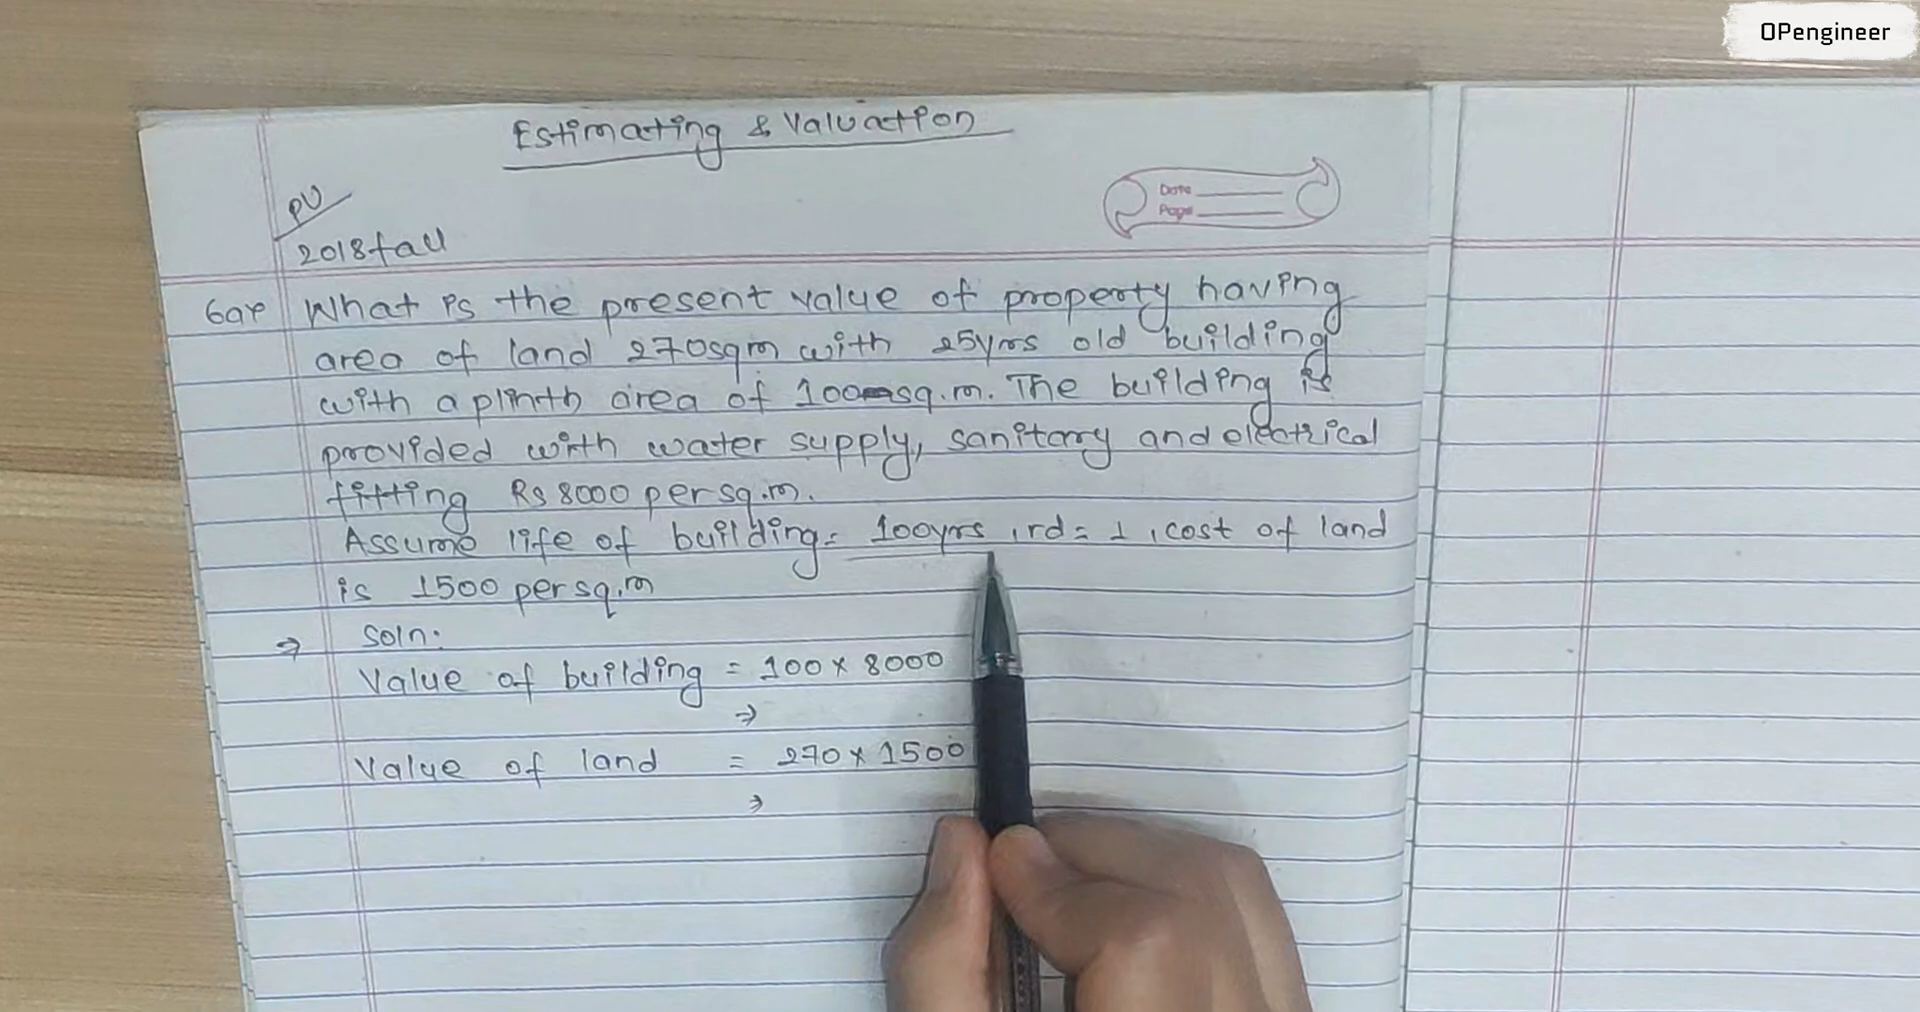 OPengineer
Estimating & Valuation
PU
Date
Page
2018 fall
What is the present value of property having
area of land 270sqm with 25yrs old building
with a plinth area of 100 sq.m. The building is
provided with water supply, sanitary and electrical
fitting Rs 8000 per sq.m.
Assume life of building = 100yrs, rd = 1, cost of land
is 1500 per sq.m
⇒ Soln:
Value of building = 100 × 8000
⇒
Value of land = 270 × 1500
⇒